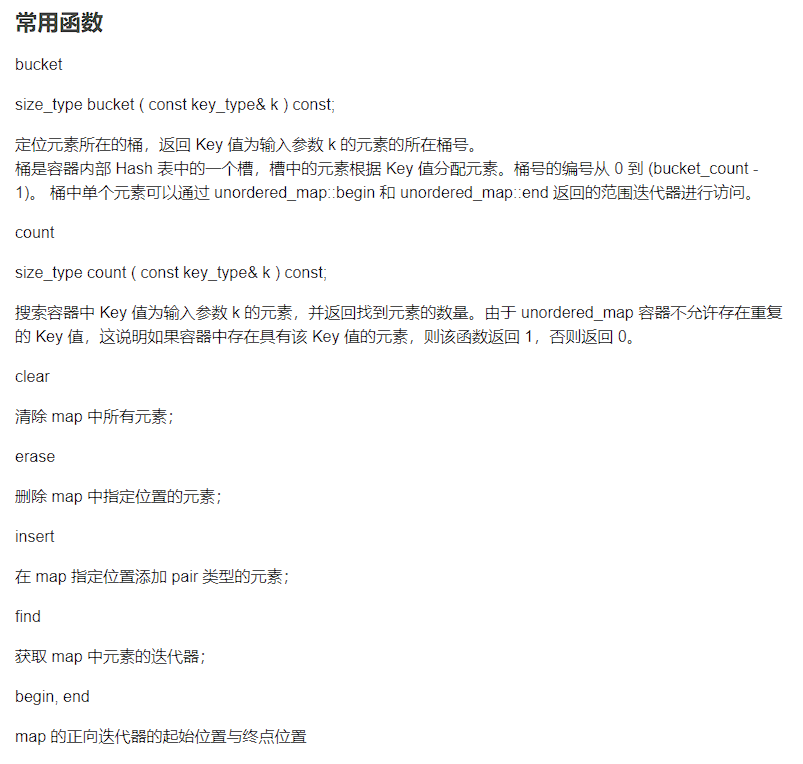 常用函数
bucket
size_type bucket ( const key_type& k ) const;
定位元素所在的桶，返回 Key 值为输入参数 k 的元素的所在桶号。
桶是容器内部 Hash 表中的一个槽，槽中的元素根据 Key 值分配元素。桶号的编号从 0 到 (bucket_count -
1)。 桶中单个元素可以通过 unordered_map::begin 和 unordered_map::end 返回的范围迭代器进行访问。
count
size_type count ( const key_type& k ) const;
搜索容器中 Key 值为输入参数 k 的元素，并返回找到元素的数量。由于 unordered_map 容器不允许存在重复
的 Key 值，这说明如果容器中存在具有该 Key 值的元素，则该函数返回 1，否则返回 0。
clear
清除 map 中所有元素；
erase
删除 map 中指定位置的元素；
insert
在 map 指定位置添加 pair 类型的元素；
find
获取 map 中元素的迭代器；
begin, end
map 的正向迭代器的起始位置与终点位置